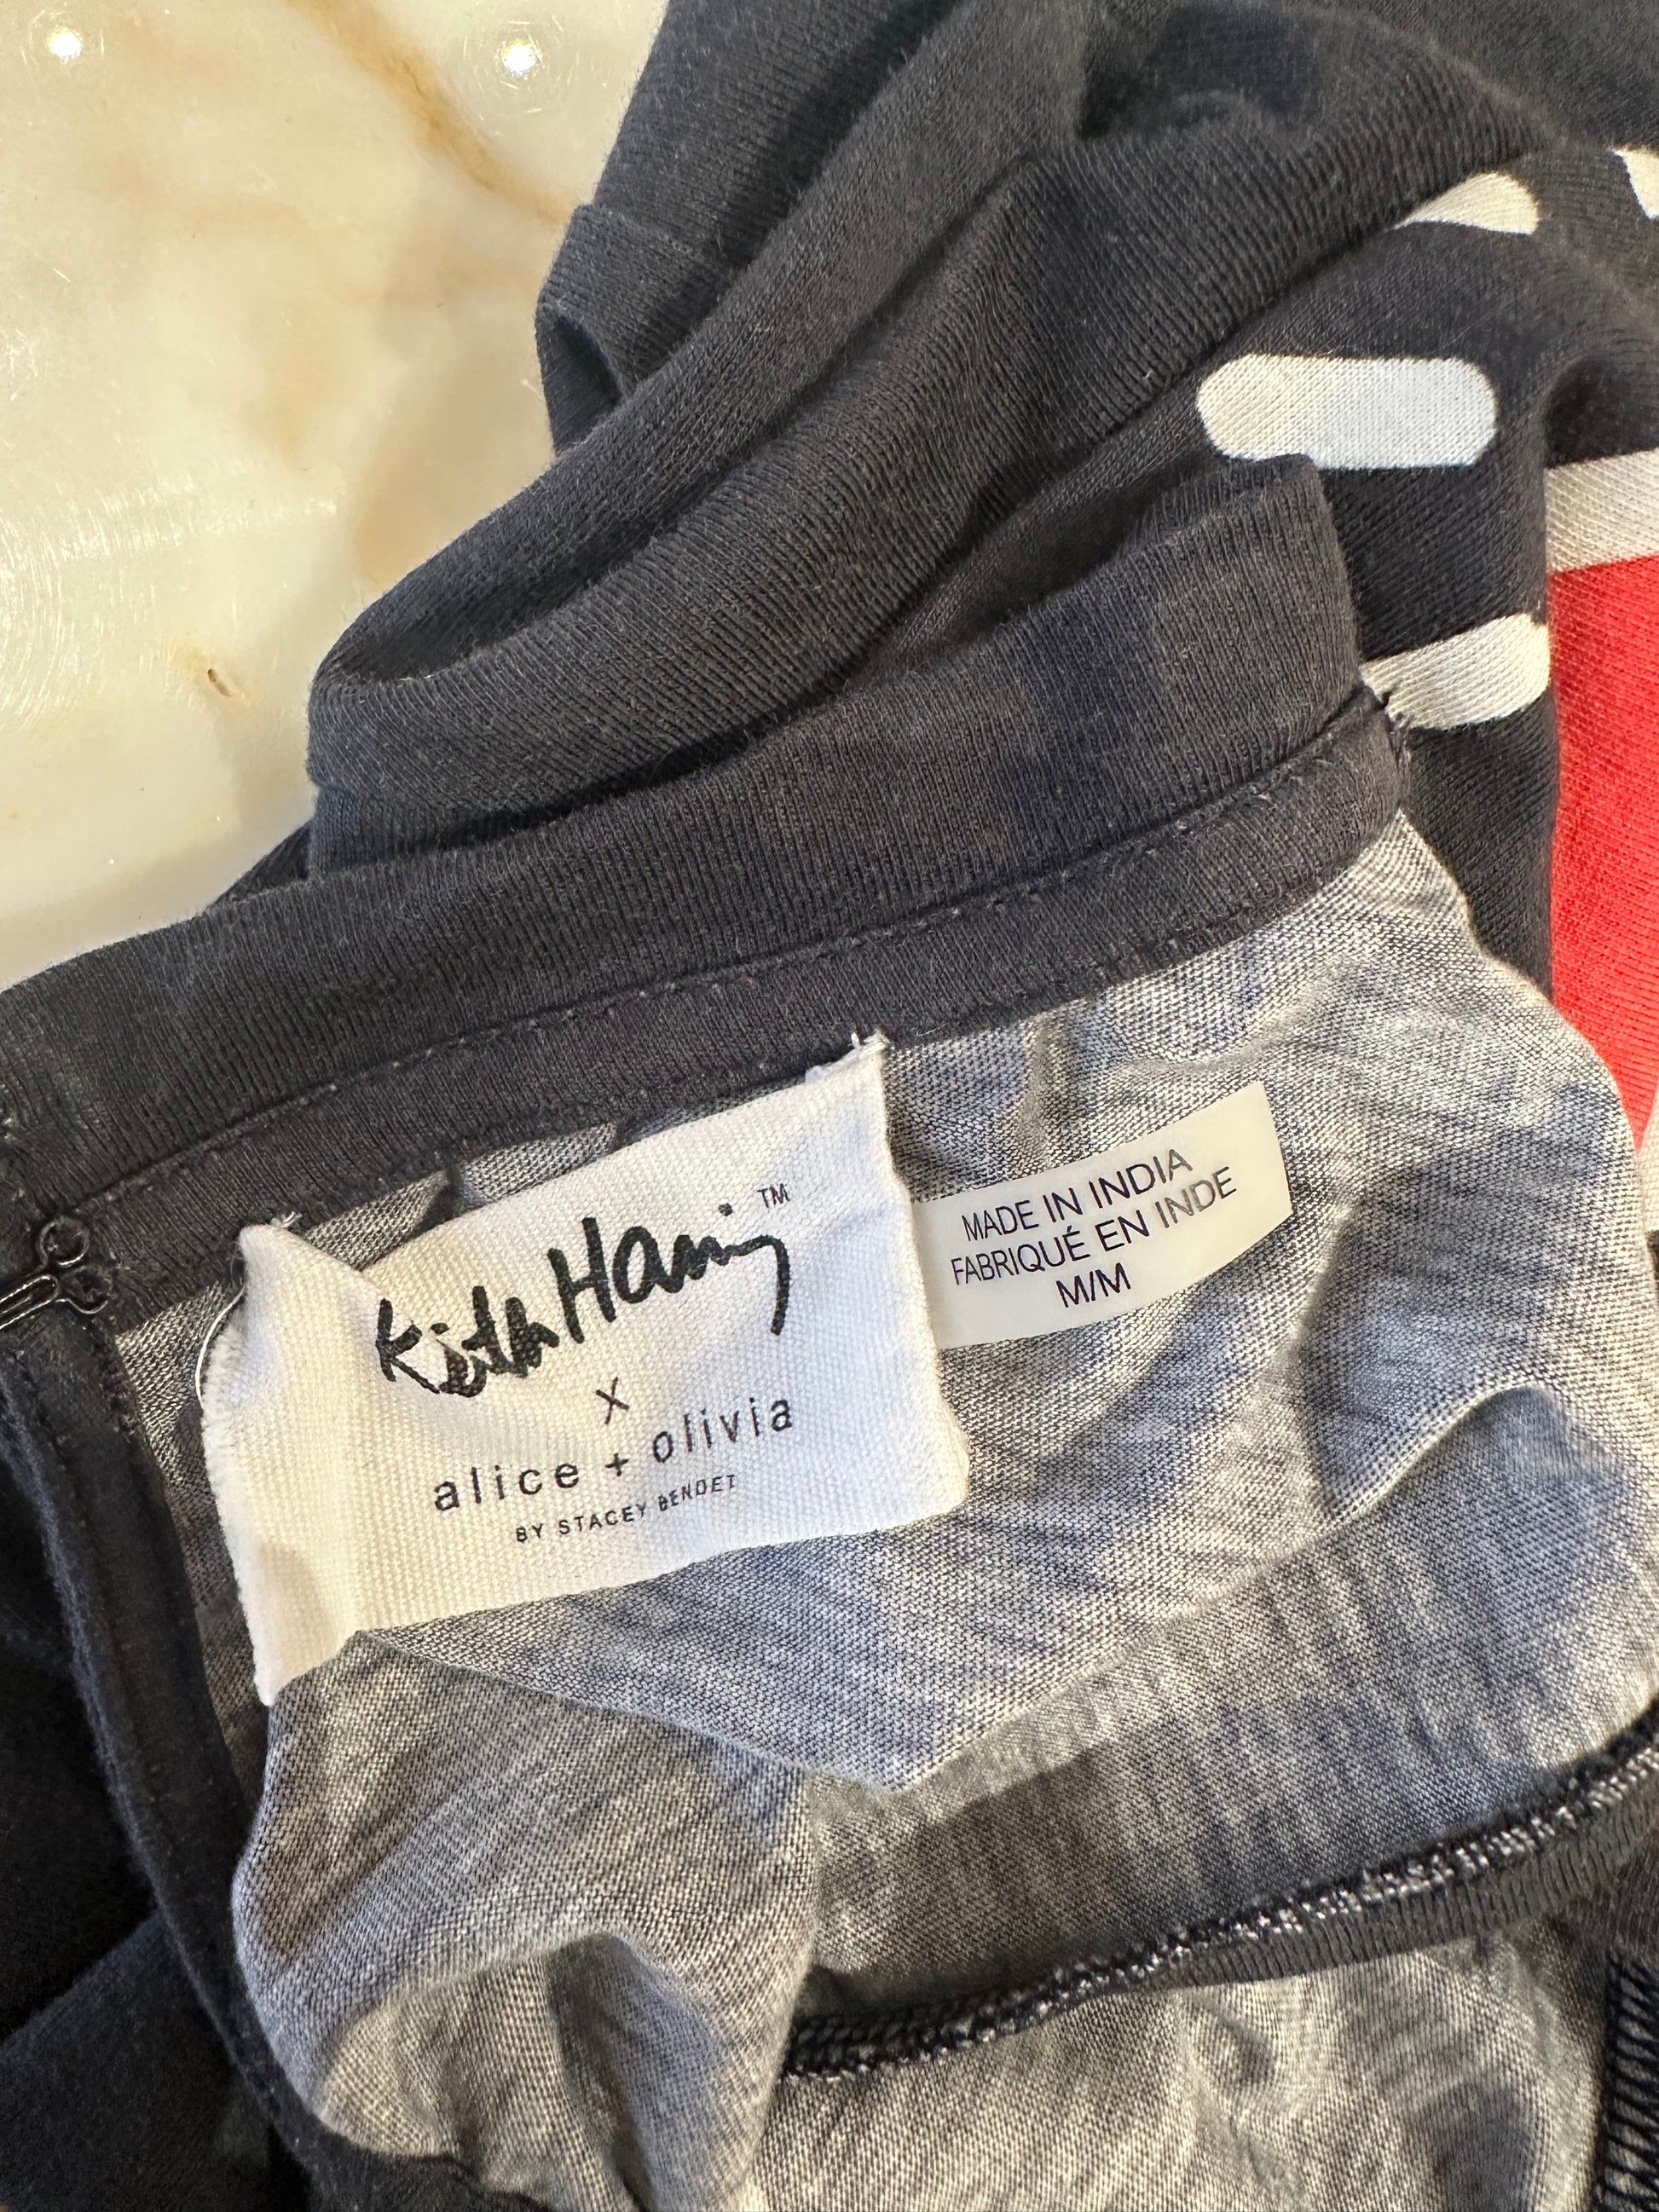 Keith Haring™
X
alice + olivia
BY STACEY BENDET
MADE IN INDIA
FABRIQUÉ EN INDE
M/M